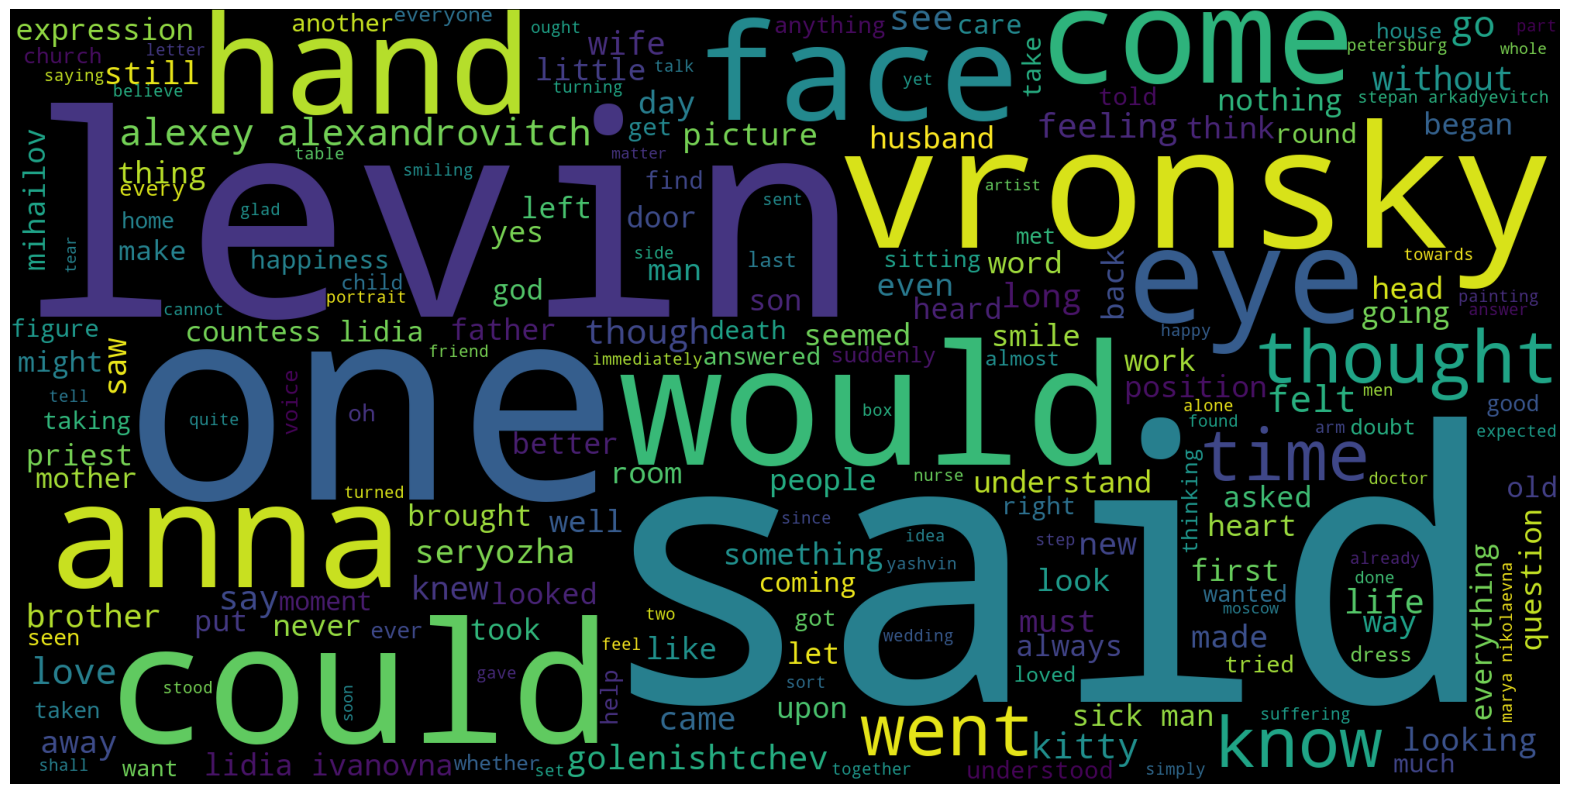 expression
another
everyone
ought
anything
see
care
come
go
house
part
church
letter
hand
wife
face
petersburg
whole
saying
still
little
talk
yet
take
without
believe
turning
day
told
nothing
stepan arkadyevitch
mihailov
alexey alexandrovitch
get
picture
husband
feeling
think
round
began
levin
table
matter
vronsky
thing
smiling
find
artist
every
home
glad
left
door
sent
make
yes
met
tear
happiness
side
man
last
sitting
word
back
eye
towards
child
god
son
even
head
cannot
portrait
heard
long
painting
figure
countess lidia
father
though
death
seemed
smile
happy
going
answer
might
saw
friend
immediately
answered
suddenly
almost
work
thought
tell
one
would
position
felt
men
good
taking
quite
voice
oh
box
alone
found
arm
doubt
expected
priest
better
time
mother
room
people
nurse
understand
doctor
turned
old
anna
brought
well
since
right
thinking
asked
said
idea
step
new
heart
seryozha
something
yashvin
look
first
already
everything
question
knew
looked
coming
wanted
done
life
brother
say
moment
two
got
must
moscow
way
seen
put
never
ever
took
feel
like
let
wedding
always
made
tried
dress
marya nikolaevna
love
could
stood
soon
gave
help
sort
loved
taken
came
upon
went
sick man
suffering
away
kitty
know
looking
shall
want
lidia ivanovna
whether
set
golenishtchev
together
understood
simply
much